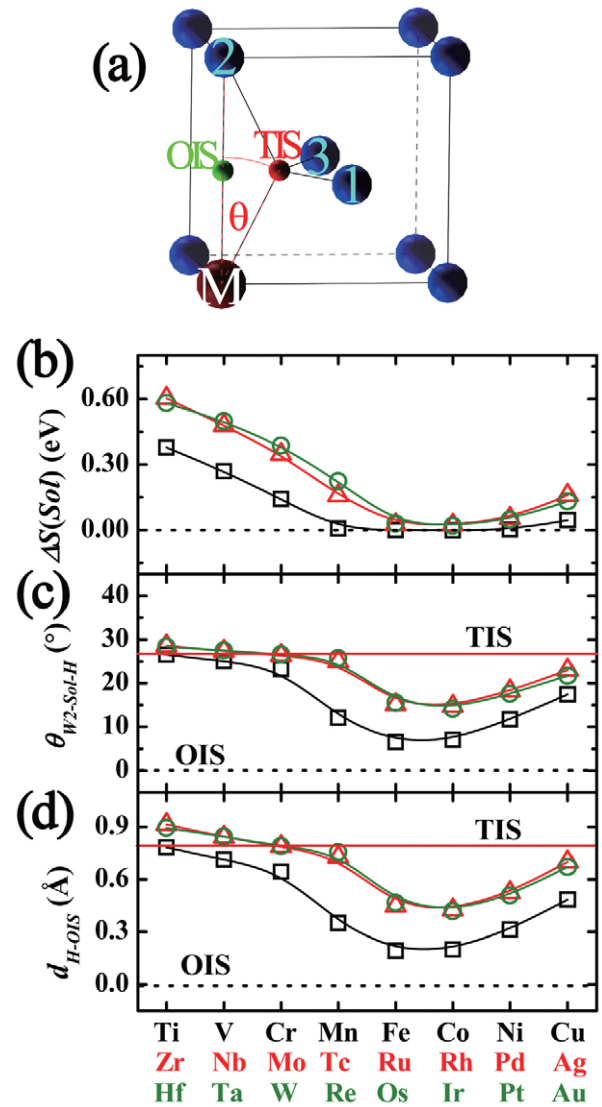 (a)
2
OIS
TIS
3
1
θ
M
(b)
ΔS(Sol) (eV)
0.60
0.30
0.00
(c)
θW2-Sol-H (°)
40
30
20
10
0
TIS
OIS
(d)
dH-OIS (Å)
0.9
0.6
0.3
0.0
TIS
OIS
Ti V Cr Mn Fe Co Ni Cu
Zr Nb Mo Tc Ru Rh Pd Ag
Hf Ta W Re Os Ir Pt Au